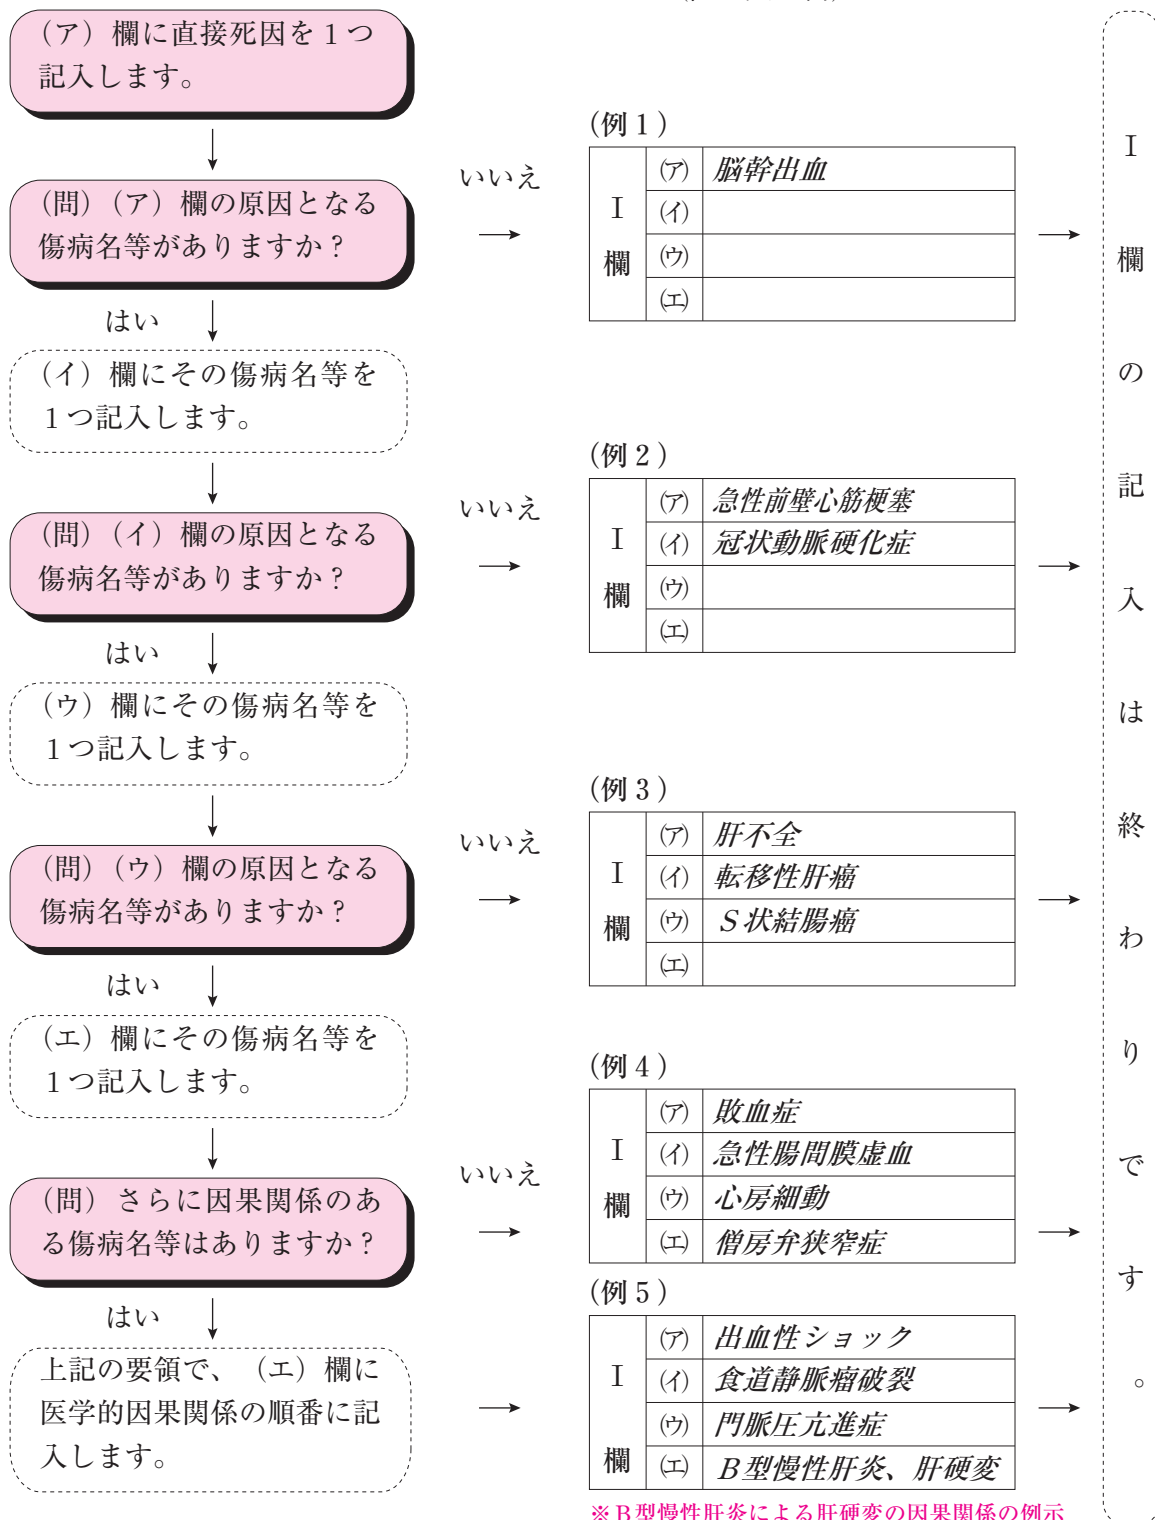 (ア) 欄に直接死因を１つ
記入します。
(問) (ア) 欄の原因となる
傷病名等がありますか？
いいえ
(例１)
Ⅰ欄
(ア) 脳幹出血
(イ)
(ウ)
(エ)
はい
(イ) 欄にその傷病名等を
１つ記入します。
(問) (イ) 欄の原因となる
傷病名等がありますか？
いいえ
(例２)
Ⅰ欄
(ア) 急性前壁心筋梗塞
(イ) 冠状動脈硬化症
(ウ)
(エ)
はい
(ウ) 欄にその傷病名等を
１つ記入します。
(問) (ウ) 欄の原因となる
傷病名等がありますか？
いいえ
(例３)
Ⅰ欄
(ア) 肝不全
(イ) 転移性肝癌
(ウ) Ｓ状結腸癌
(エ)
はい
(エ) 欄にその傷病名等を
１つ記入します。
(問) さらに因果関係のあ
る傷病名等はありますか？
いいえ
(例４)
Ⅰ欄
(ア) 敗血症
(イ) 急性腸間膜虚血
(ウ) 心房細動
(エ) 僧房弁狭窄症
はい
上記の要領で、(エ) 欄に
医学的因果関係の順番に記
入します。
(例５)
Ⅰ欄
(ア) 出血性ショック
(イ) 食道静脈瘤破裂
(ウ) 門脈圧亢進症
(エ) Ｂ型慢性肝炎、肝硬変
※Ｂ型慢性肝炎による肝硬変の因果関係の例示
Ⅰ欄の記入は終わりです。